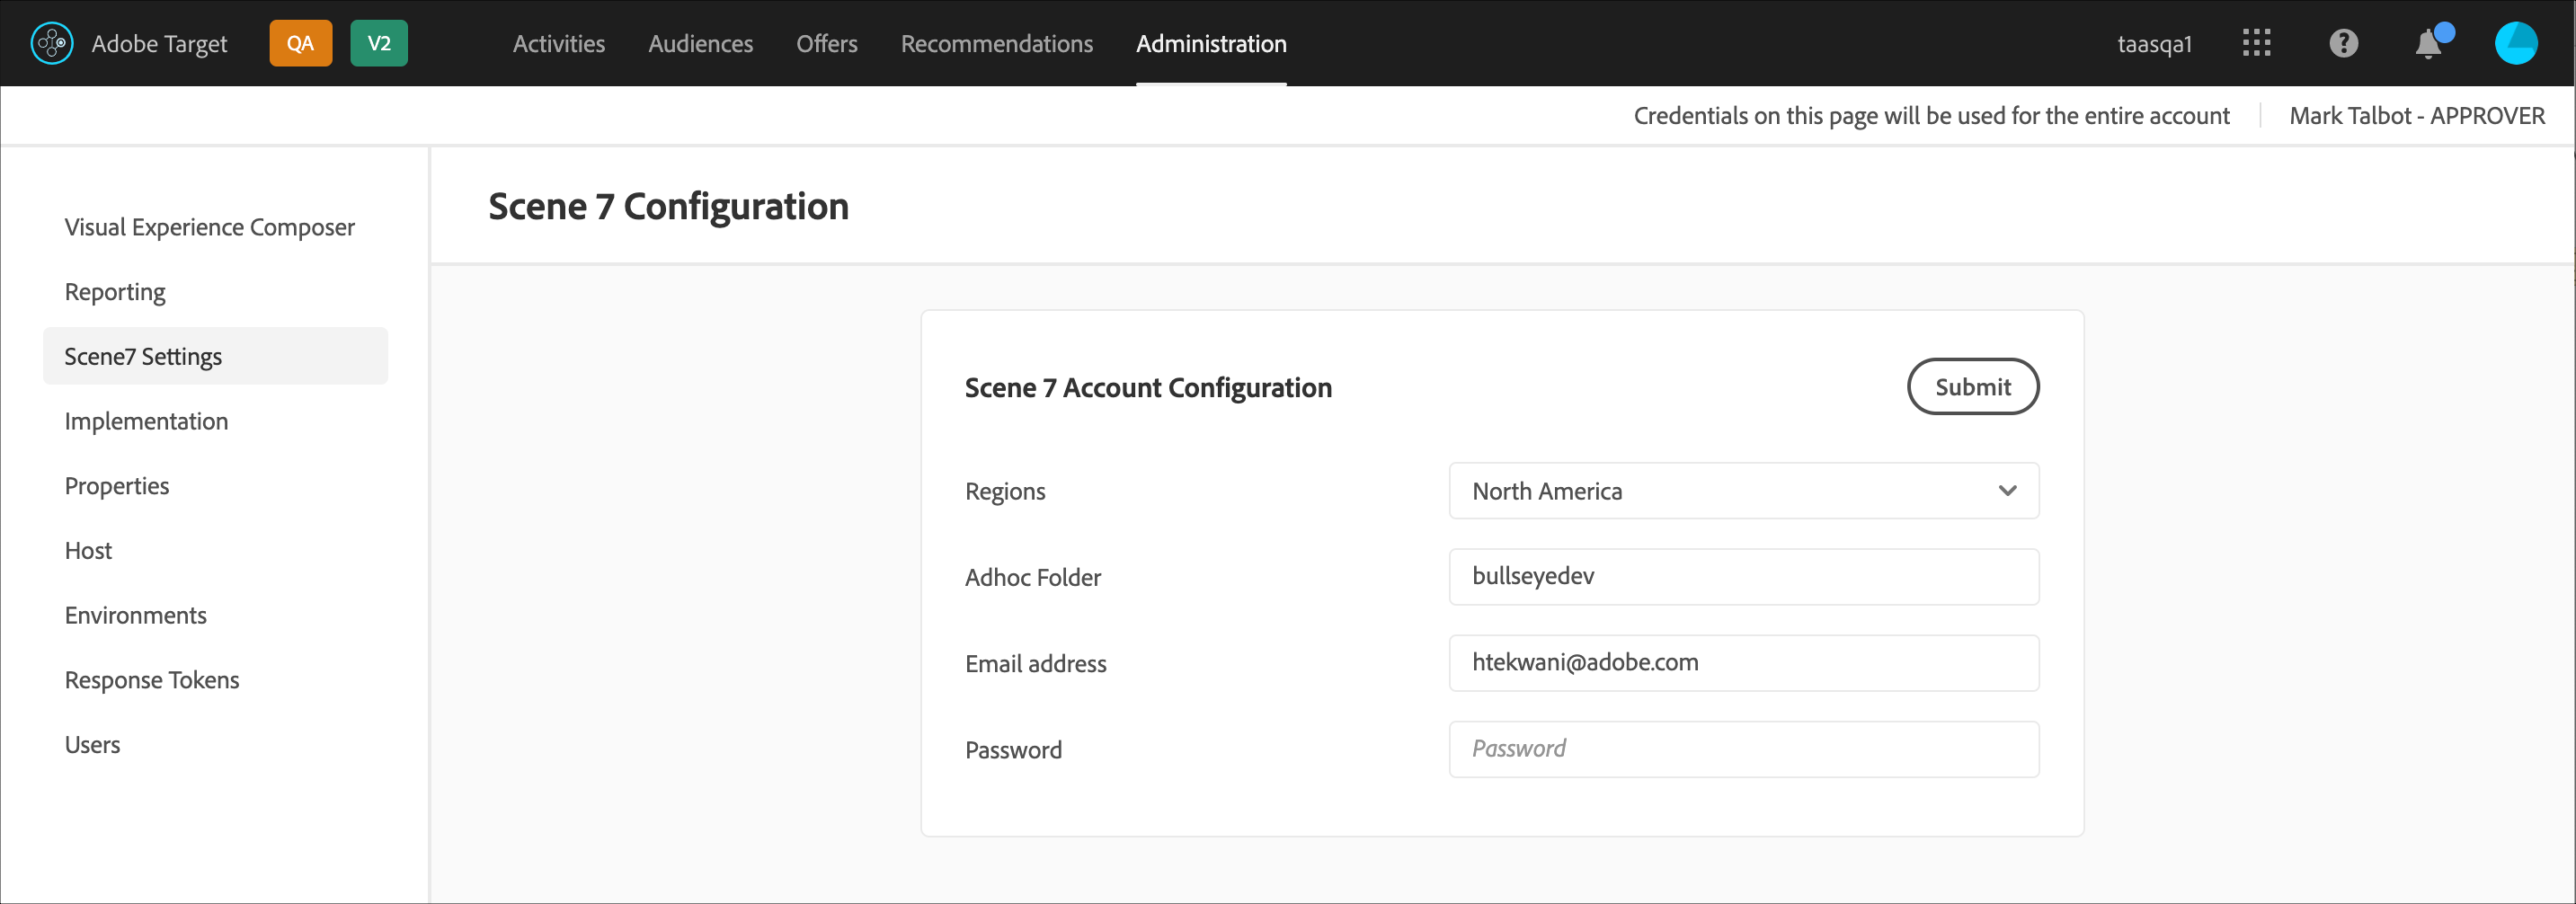 Adobe Target QA V2 Activities Audiences Offers Recommendations Administration taasqa1
Credentials on this page will be used for the entire account Mark Talbot - APPROVER
Visual Experience Composer
Reporting
Scene7 Settings
Implementation
Properties
Host
Environments
Response Tokens
Users
Scene 7 Configuration
Scene 7 Account Configuration Submit
Regions North America
Adhoc Folder bullseyedev
Email address htekwani@adobe.com
Password Password